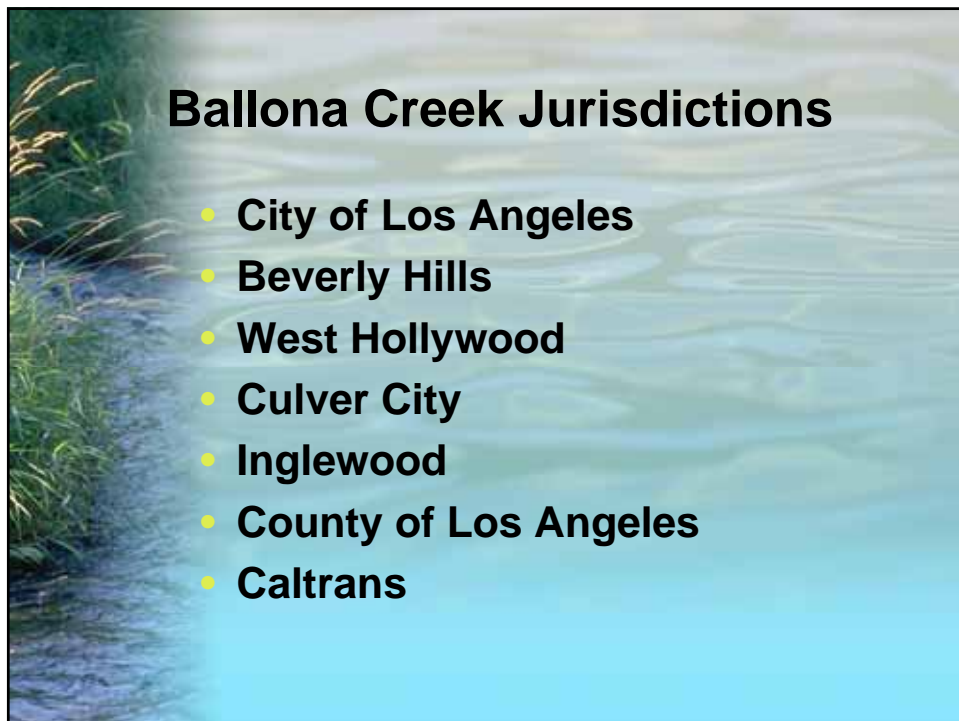 Ballona Creek Jurisdictions
• City of Los Angeles
• Beverly Hills
• West Hollywood
• Culver City
• Inglewood
• County of Los Angeles
• Caltrans